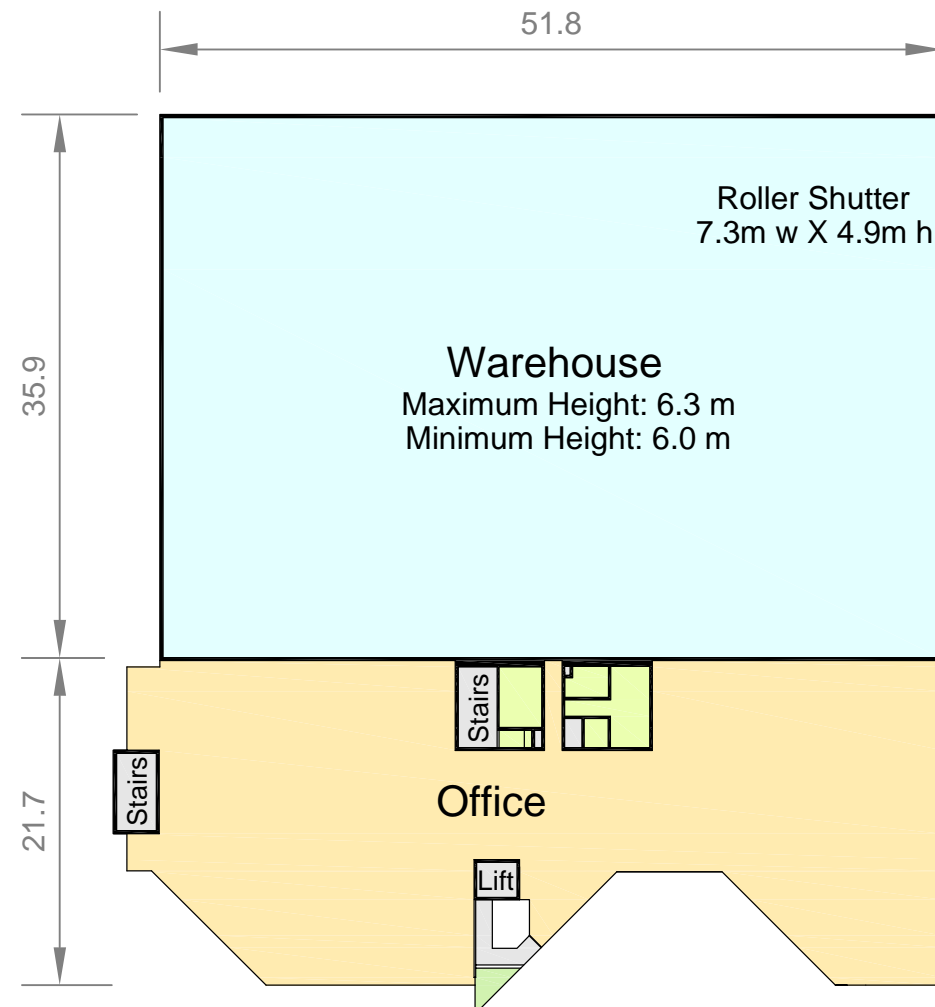 51.8
Roller Shutter
7.3m w X 4.9m h
35.9
Warehouse
Maximum Height: 6.3 m
Minimum Height: 6.0 m
Stairs
Stairs
Office
21.7
Lift